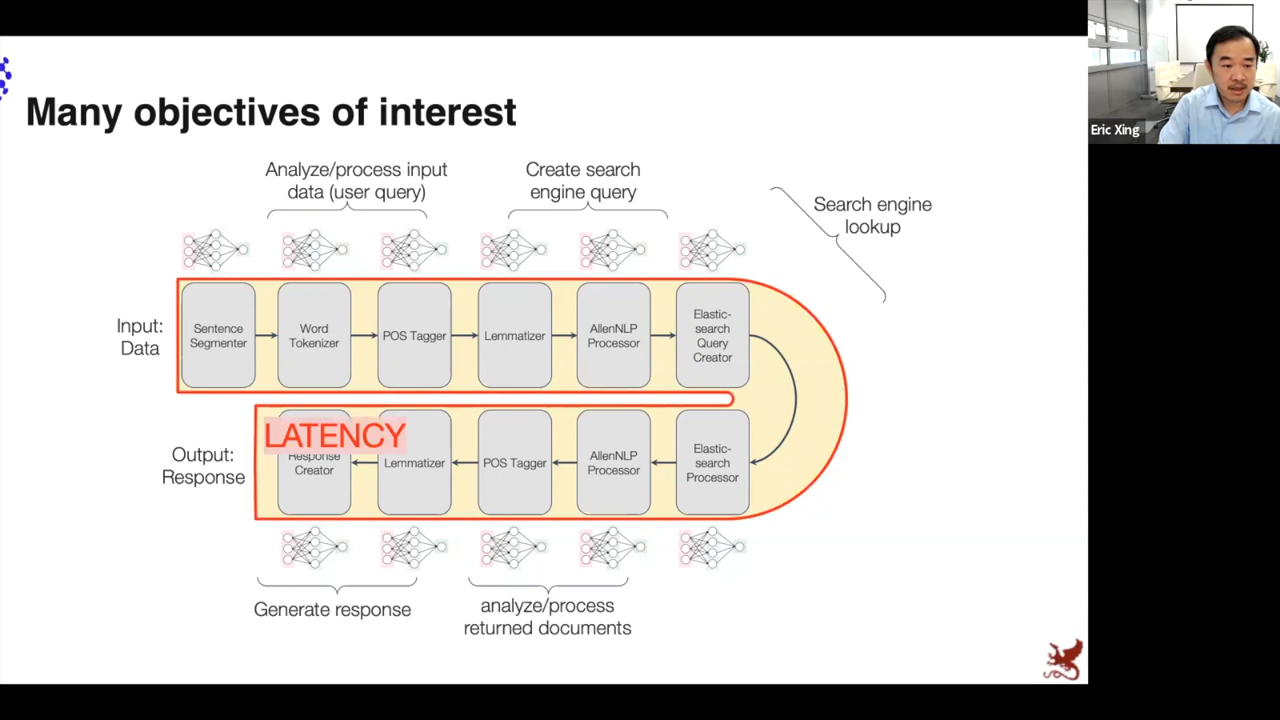 Many objectives of interest
Eric Xing
Analyze/process input
data (user query)
Create search
engine query
Search engine
lookup
Input:
Data
Sentence
Segmenter
Word
Tokenizer
POS Tagger
Lemmatizer
AllenNLP
Processor
Elastic-
search
Query
Creator
Output:
Response
LATENCY
Response
Creator
Lemmatizer
POS Tagger
AllenNLP
Processor
Elastic-
search
Processor
Generate response
analyze/process
returned documents